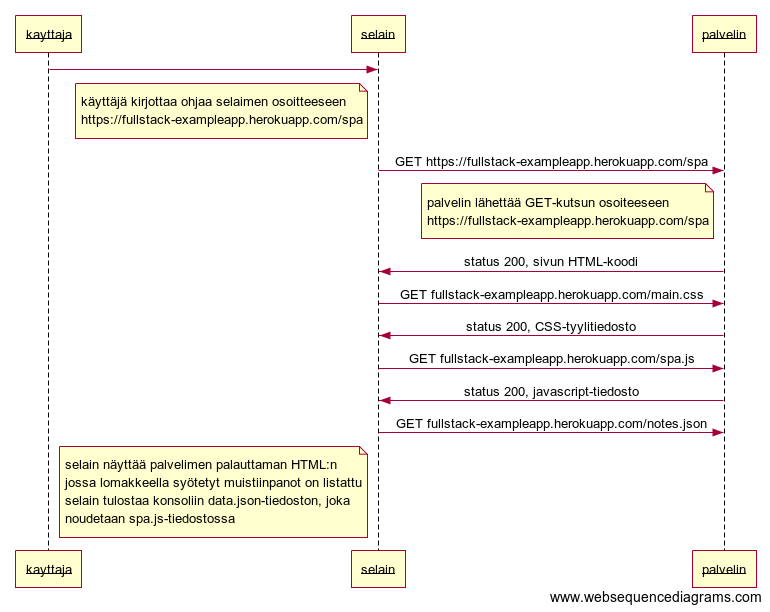 kayttaja
selain
palvelin
käyttäjä kirjottaa ohjaa selaimen osoitteeseen
https://fullstack-exampleapp.herokuapp.com/spa
GET https://fullstack-exampleapp.herokuapp.com/spa
palvelin lähettää GET-kutsun osoiteeseen
https://fullstack-exampleapp.herokuapp.com/spa
status 200, sivun HTML-koodi
GET fullstack-exampleapp.herokuapp.com/main.css
status 200, CSS-tyylitiedosto
GET fullstack-exampleapp.herokuapp.com/spa.js
status 200, javascript-tiedosto
GET fullstack-exampleapp.herokuapp.com/notes.json
selain näyttää palvelimen palauttaman HTML:n
jossa lomakkeella syötetyt muistiinpanot on listattu
selain tulostaa konsoliin data.json-tiedoston, joka
noudetaan spa.js-tiedostossa
kayttaja
selain
palvelin
www.websequencediagrams.com